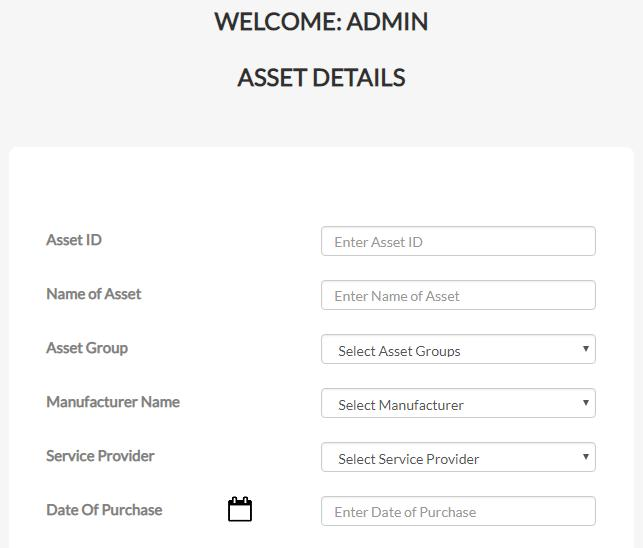 WELCOME: ADMIN
ASSET DETAILS
Asset ID Enter Asset ID
Name of Asset Enter Name of Asset
Asset Group Select Asset Groups
Manufacturer Name Select Manufacturer
Service Provider Select Service Provider
Date Of Purchase Enter Date of Purchase